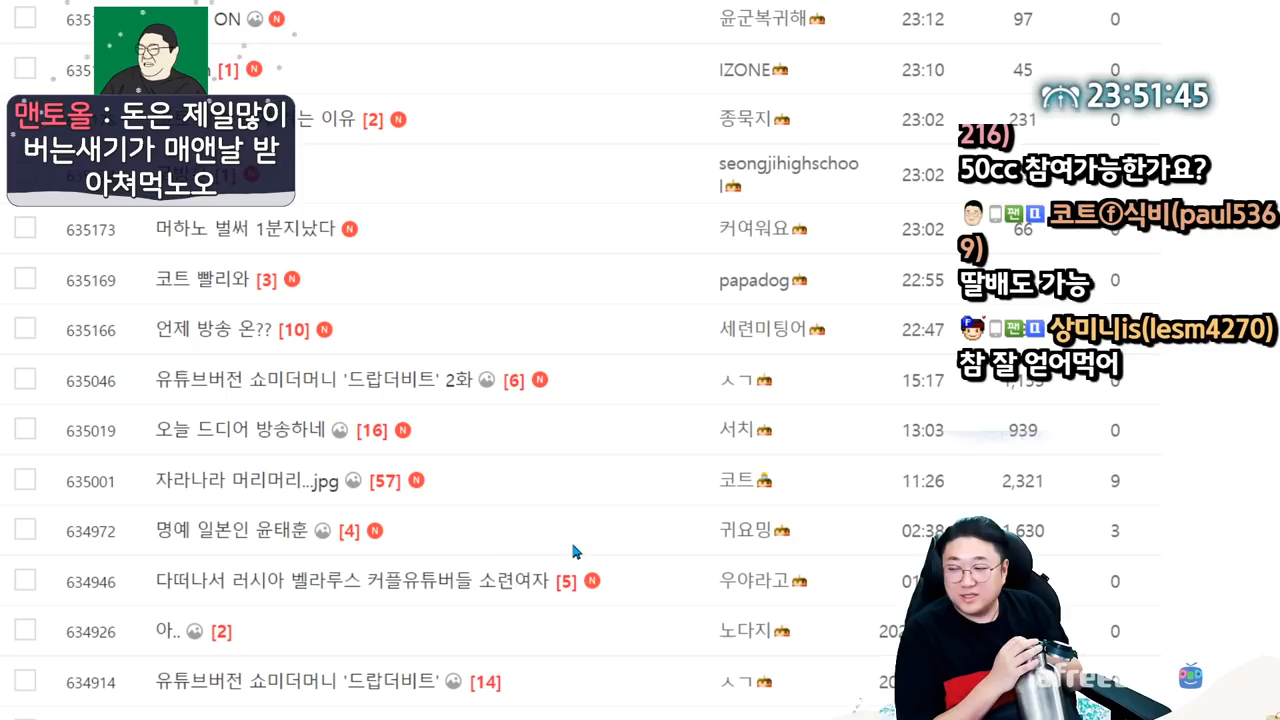 635 ON N 윤군복귀해 23:12 97 0
635 [1] N IZONE 23:10 45 0
맨토올 : 돈은 제일많이
버는새기가 매앤날 받
아쳐먹노오
는 이유 [2] N 종묵지 23:02 231 0
[1] N seongjihighschoo
l 23:02
635173 머하노 벌써 1분지났다 N 커여워요 23:02 66
635169 코트 빨리와 [3] N papadog 22:55 0
635166 언제 방송 온?? [10] N 세련미팅어 22:47
635046 유튜브버전 쇼미더머니 '드랍더비트' 2화 [6] N ㅅㄱ 15:17 0
635019 오늘 드디어 방송하네 [16] N 서치 13:03 939 0
635001 자라나라 머리머리...jpg [57] N 코트 11:26 2,321 9
634972 명예 일본인 윤태훈 [4] N 귀요밍 02:38 1,630 3
634946 다떠나서 러시아 벨라루스 커플유튜버들 소련여자 [5] N 우야라고 0
634926 아.. [2] 노다지 0
634914 유튜브버전 쇼미더머니 '드랍더비트' [14] ㅅㄱ
23:51:45
216)
50cc 참여가능한가요?
팬 코트ⓕ식비(paul536
9)
딸배도 가능
F 팬 상미니is(lesm4270)
참 잘 얻어먹어